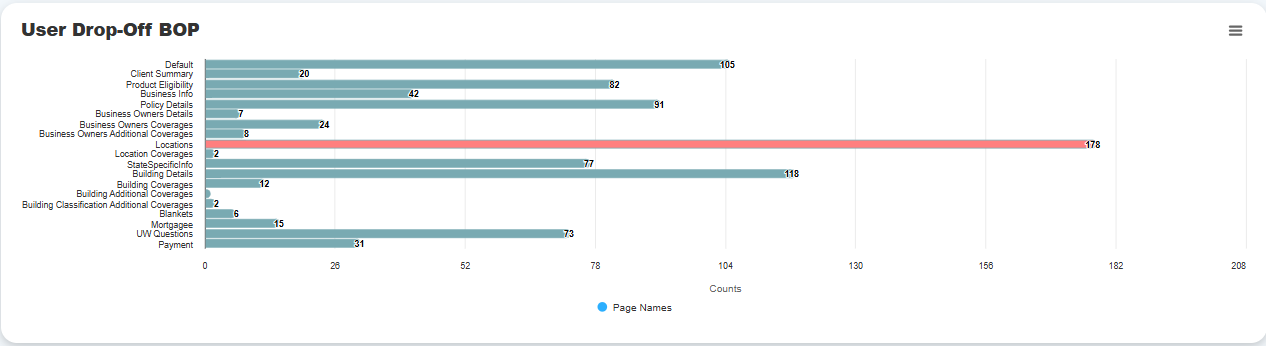 User Drop-Off BOP
Default 105
Client Summary 20
Product Eligibility 82
Business Info 42
Policy Details 91
Business Owners Details 7
Business Owners Coverages 24
Business Owners Additional Coverages 8
Locations 178
Location Coverages 2
StateSpecificInfo 77
Building Details 118
Building Coverages 12
Building Additional Coverages
Building Classification Additional Coverages 2
Blankets 6
Mortgagee 15
UW Questions 73
Payment 31
0 26 52 78 104 130 156 182 208
Counts
Page Names